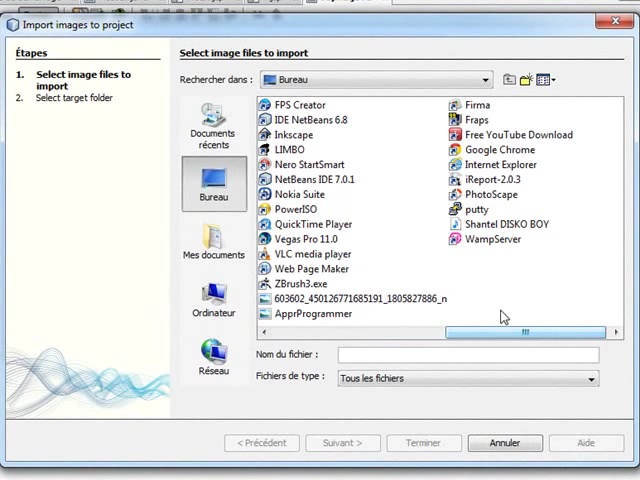 Import images to project
Étapes
1. Select image files to import
2. Select target folder
Select image files to import
Rechercher dans :
Bureau
Documents récents
Bureau
Mes documents
Ordinateur
Réseau
FPS Creator
IDE NetBeans 6.8
Inkscape
LIMBO
Nero StartSmart
NetBeans IDE 7.0.1
Nokia Suite
PowerISO
QuickTime Player
Vegas Pro 11.0
VLC media player
Web Page Maker
ZBrush3.exe
603602_450126771685191_1805827886_n
ApprProgrammer
Firma
Fraps
Free YouTube Download
Google Chrome
Internet Explorer
iReport-2.0.3
PhotoScape
putty
Shantel DISKO BOY
WampServer
Nom du fichier :
Fichiers de type :
Tous les fichiers
< Précédent
Suivant >
Terminer
Annuler
Aide